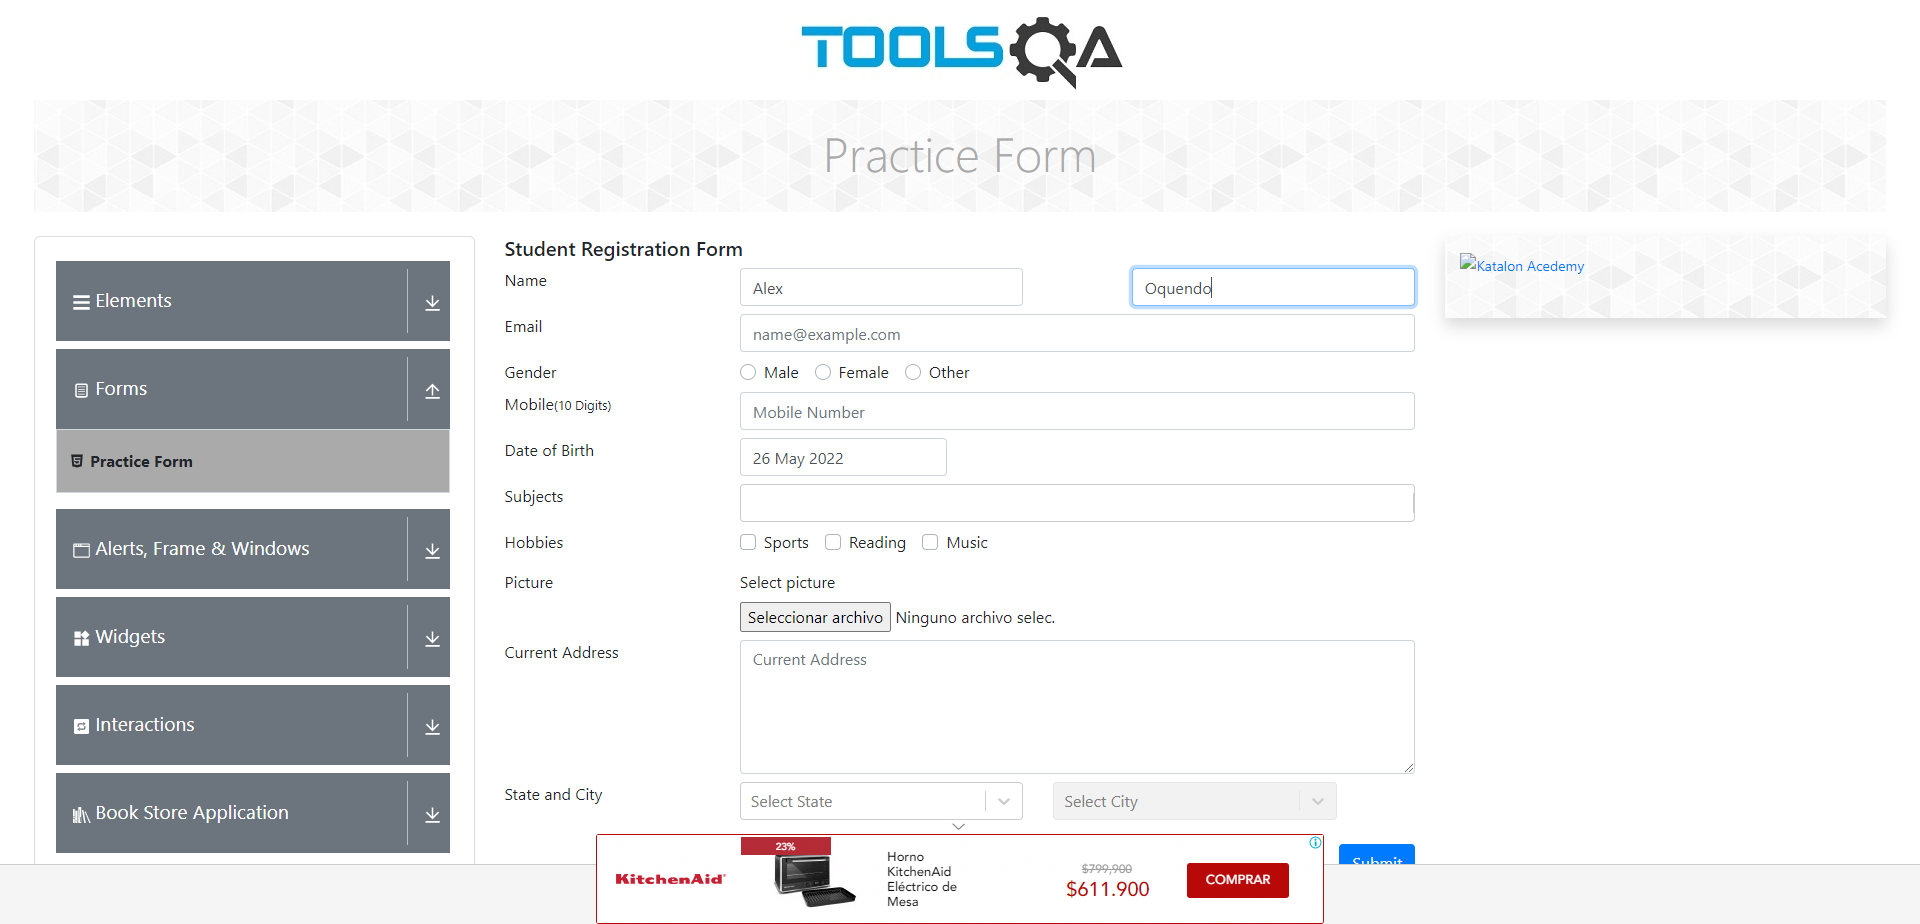 TOOLSQA
Practice Form
Elements
Forms
Practice Form
Alerts, Frame & Windows
Widgets
Interactions
Book Store Application
Student Registration Form
Name
Alex
Oquendo
Email
name@example.com
Gender
Male
Female
Other
Mobile(10 Digits)
Mobile Number
Date of Birth
26 May 2022
Subjects
Hobbies
Sports
Reading
Music
Picture
Select picture
Seleccionar archivo
Ninguno archivo selec.
Current Address
Current Address
State and City
Select State
Select City
Submit
Katalon Acedemy
KitchenAid
23%
Horno
KitchenAid
Eléctrico de
Mesa
$799,900
$611.900
COMPRAR